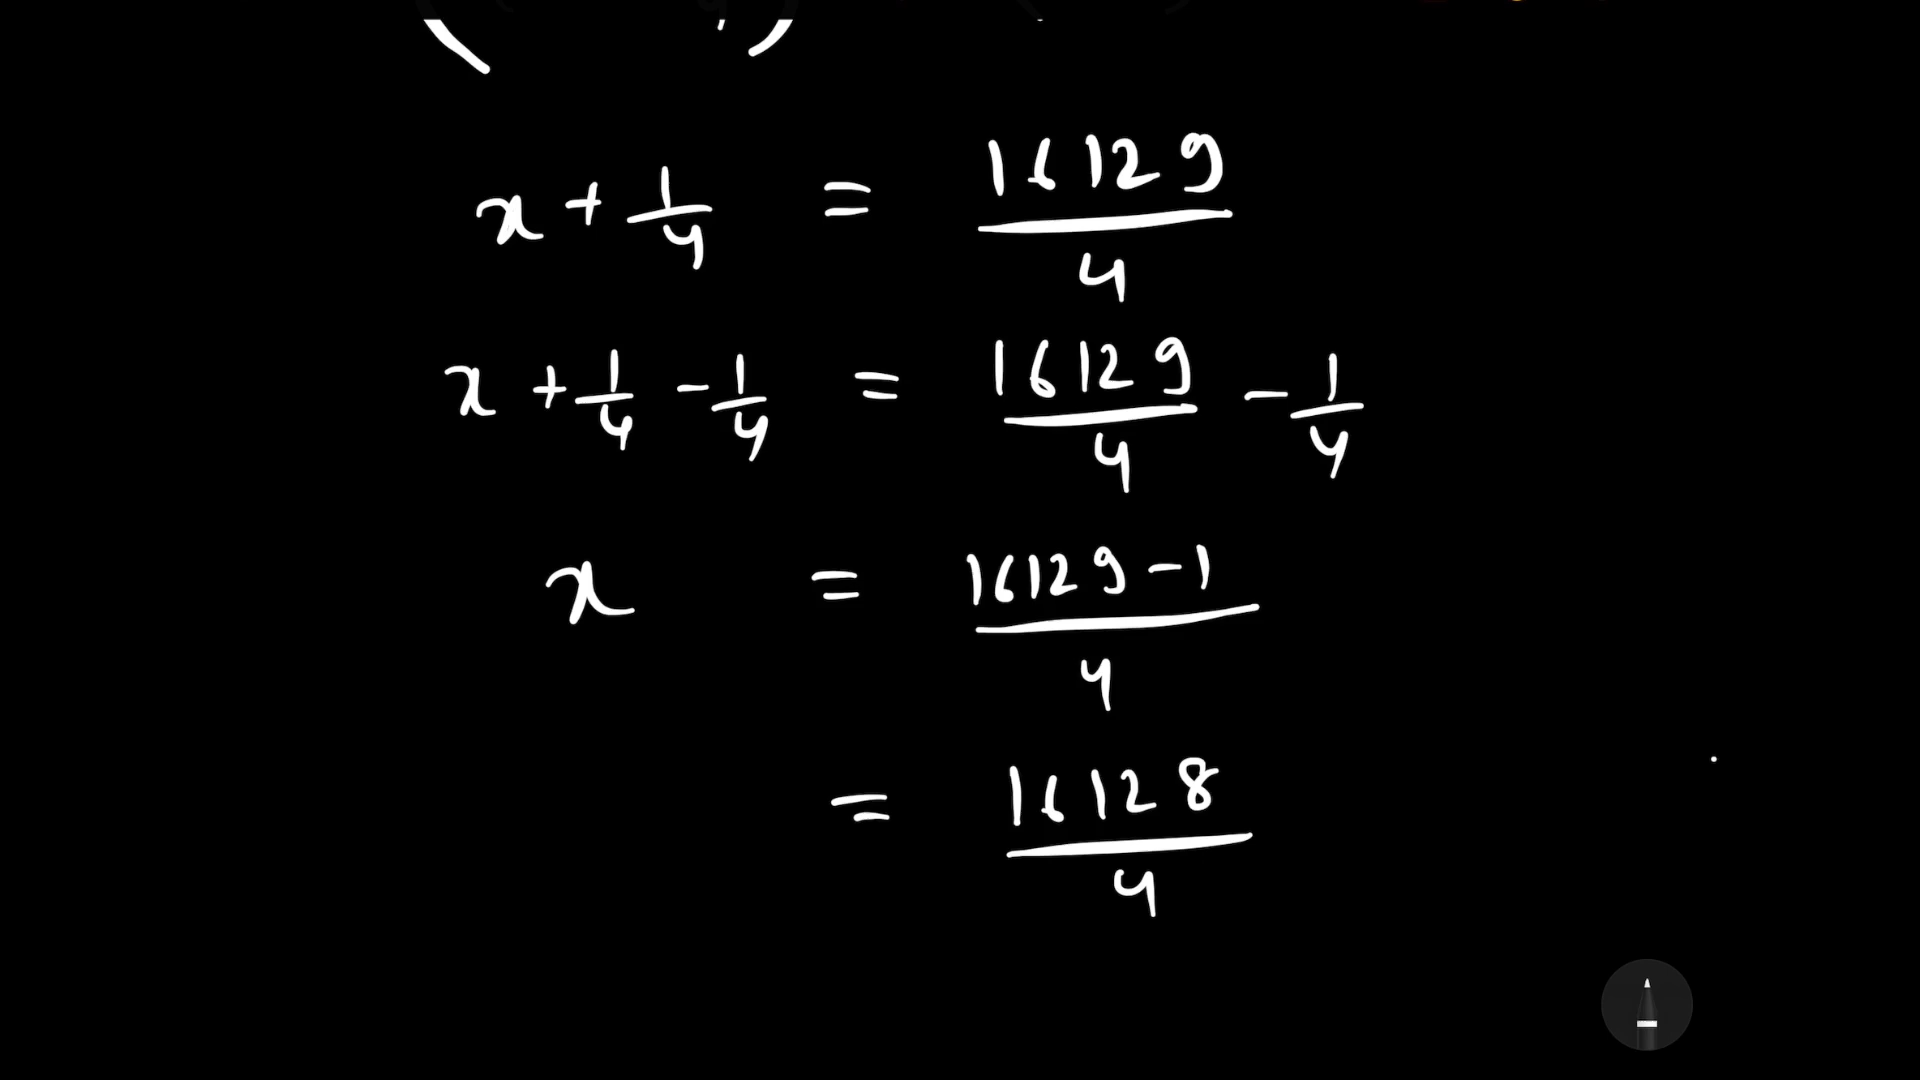 x + 1/4 = 16129/4
x + 1/4 - 1/4 = 16129/4 - 1/4
x = 16129-1/4
= 16128/4